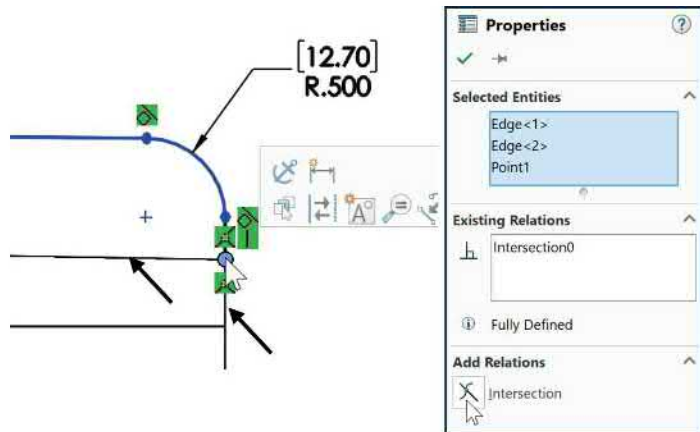 [12.70]
R.500
Properties
Selected Entities
Edge<1>
Edge<2>
Point1
Existing Relations
Intersection0
Fully Defined
Add Relations
Intersection